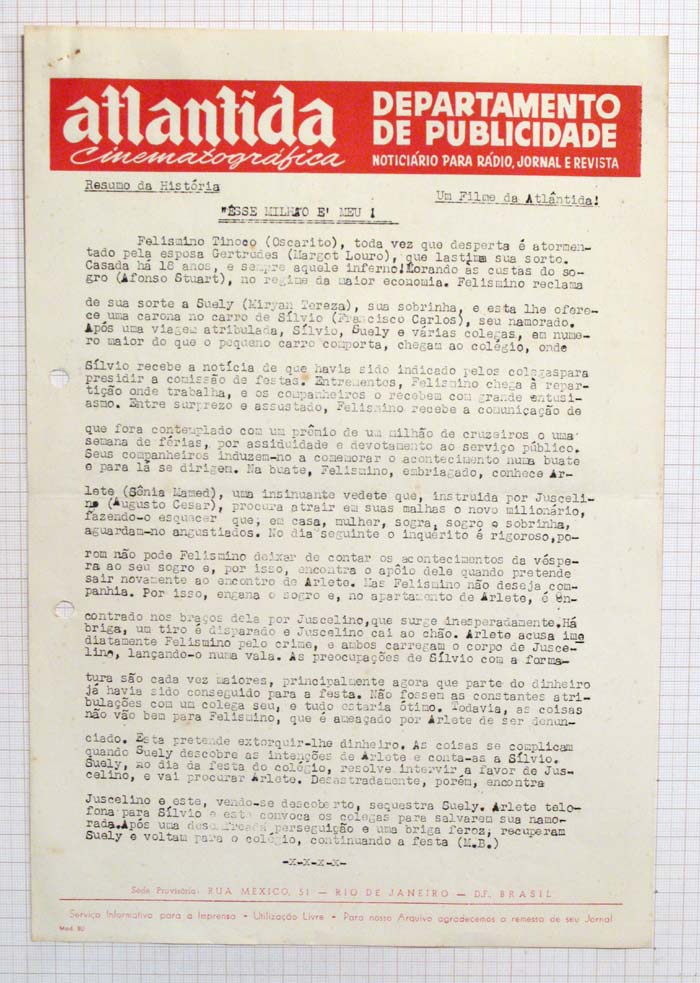 atlantida
cinematográfica
DEPARTAMENTO
DE PUBLICIDADE
NOTICIÁRIO PARA RÁDIO, JORNAL E REVISTA
Resumo da História
Um Filme da Atlântida!
"ÊSSE MILHÃO E' MEU !
Felismino Tinoco (Oscarito), toda vez que desperta é atormen-
tado pela esposa Gertrudes (Margot Louro), que lastima sua sorte.
Casada há 18 anos, e sempre aquele inferno!Morando às custas do so-
gro (Afonso Stuart), no regime da maior economia. Felismino reclama
de sua sorte a Suely (Miryan Tereza), sua sobrinha, e esta lhe ofere-
ce uma carona no carro de Sílvio (Francisco Carlos), seu namorado.
Após uma viagem atribulada, Sílvio, Suely e várias colegas, em nume-
ro maior do que o pequeno carro comporta, chegam ao colégio, onde
Sílvio recebe a notícia de que havia sido indicado pelos colegaspara
presidir a comissão de festas. Entrementos, Felismino chega à repar-
tição onde trabalha, e os companheiros o recebem com grande entusi-
asmo. Entre surprezo e assustado, Felismino recebe a comunicação de
que fora contemplado com um prêmio de um milhão de cruzeiros e uma
semana de férias, por assiduidade e devotamento ao serviço público.
Seus companheiros induzem-no a comemorar o acontecimento numa buate
e para lá se dirigem. Na buate, Felismino, embriagado, conhece Ar-
lete (Sônia Mamed), uma insinuante vedete que, instruida por Juscéli-
no (Augusto Cesar), procura atrair em suas malhas o novo milionário,
fazendo-o esquecer que, em casa, mulher, sogra, sogro e sobrinha,
aguardam-no angustiados. No dia seguinte o inquérito é rigoroso,po-
rem não pode Felismino deixar de contar os acontecimentos da véspe-
ra ao seu sogro e, por isso, encontra o apôio dele quando pretende
sair novamente ao encontro de Arlete. Mas Felismino não deseja com-
panhia. Por isso, engana o sogro e, no apartamento de Arlete, é en-
contrado nos braços dela por Juscelino,que surge inesperadamente.Há
briga, um tiro é disparado e Juscelino cai ao chão. Arlete acusa ime
diatamente Felismino pelo crime, e ambos carregam o corpo de Jusce-
lino, lançando-o numa vala. As preocupações de Sílvio com a forma-
tura são cada vez maiores, principalmente agora que parte do dinheiro
já havia sido conseguido para a festa. Não fossem as constantes atri-
bulações com um colega seu, e tudo estaria ótimo. Todavia, as coisas
não vão bem para Felismino, que é ameaçado por Arlete de ser denun-
ciado. Esta pretende extorquir-lhe dinheiro. As coisas se complicam
quando Suely descobre as intenções de Arlete e conta-as a Sílvio.
Suely, no dia da festa do colégio, resolve intervir a favor de Jus-
celino, e vai procurar Arlete. Desastradamente, porém, encontra
Juscelino e este, vendo-se descoberto, sequestra Suely. Arlete tele-
fona para Sílvio e este convoca os colegas para salvarem sua namo-
rada.Após uma desenfreada perseguição e uma briga feroz, recuperam
Suely e voltam para o colégio, continuando a festa (M.B.)
-x-x-x-x-
Sede Provisória: RUA MEXICO, 51 — RIO DE JANEIRO — D.F. BRASIL
Serviço Informativo para a Imprensa - Utilização Livre - Para nosso Arquivo agradecemos a remessa de seu Jornal
Mod. 80